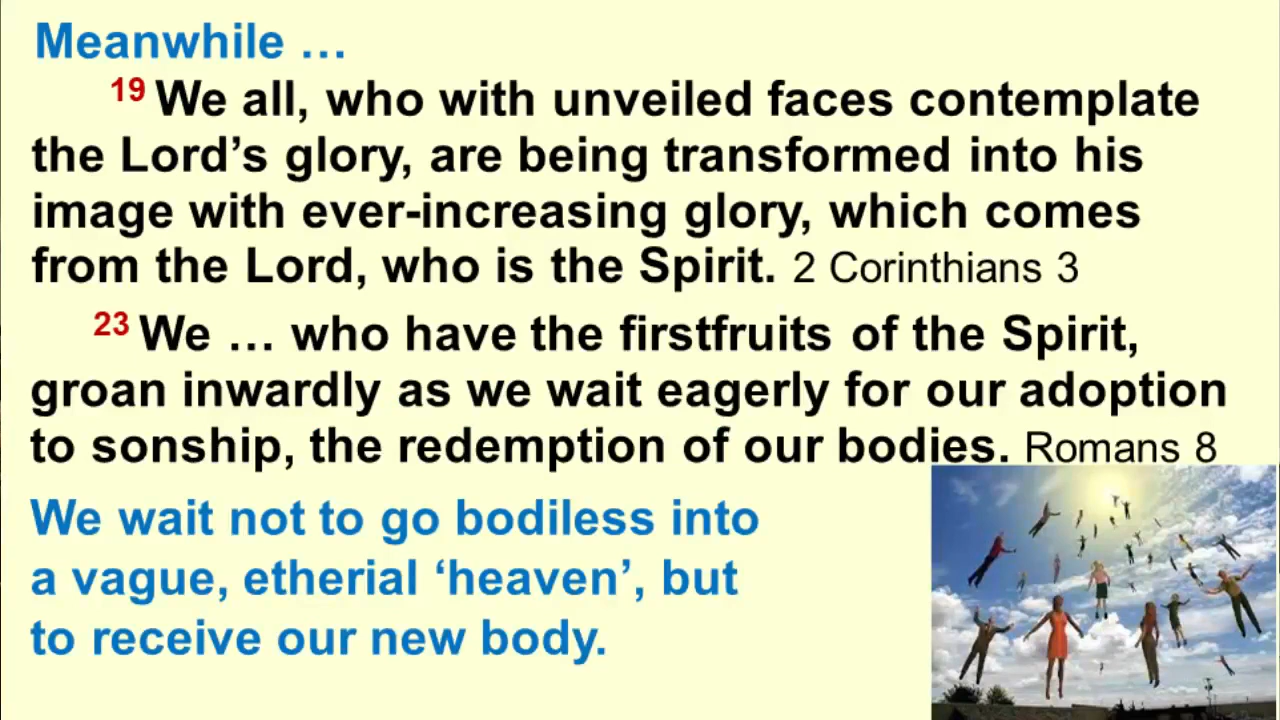 Meanwhile …
19 We all, who with unveiled faces contemplate
the Lord’s glory, are being transformed into his
image with ever-increasing glory, which comes
from the Lord, who is the Spirit. 2 Corinthians 3
23 We … who have the firstfruits of the Spirit,
groan inwardly as we wait eagerly for our adoption
to sonship, the redemption of our bodies. Romans 8
We wait not to go bodiless into
a vague, etherial ‘heaven’, but
to receive our new body.